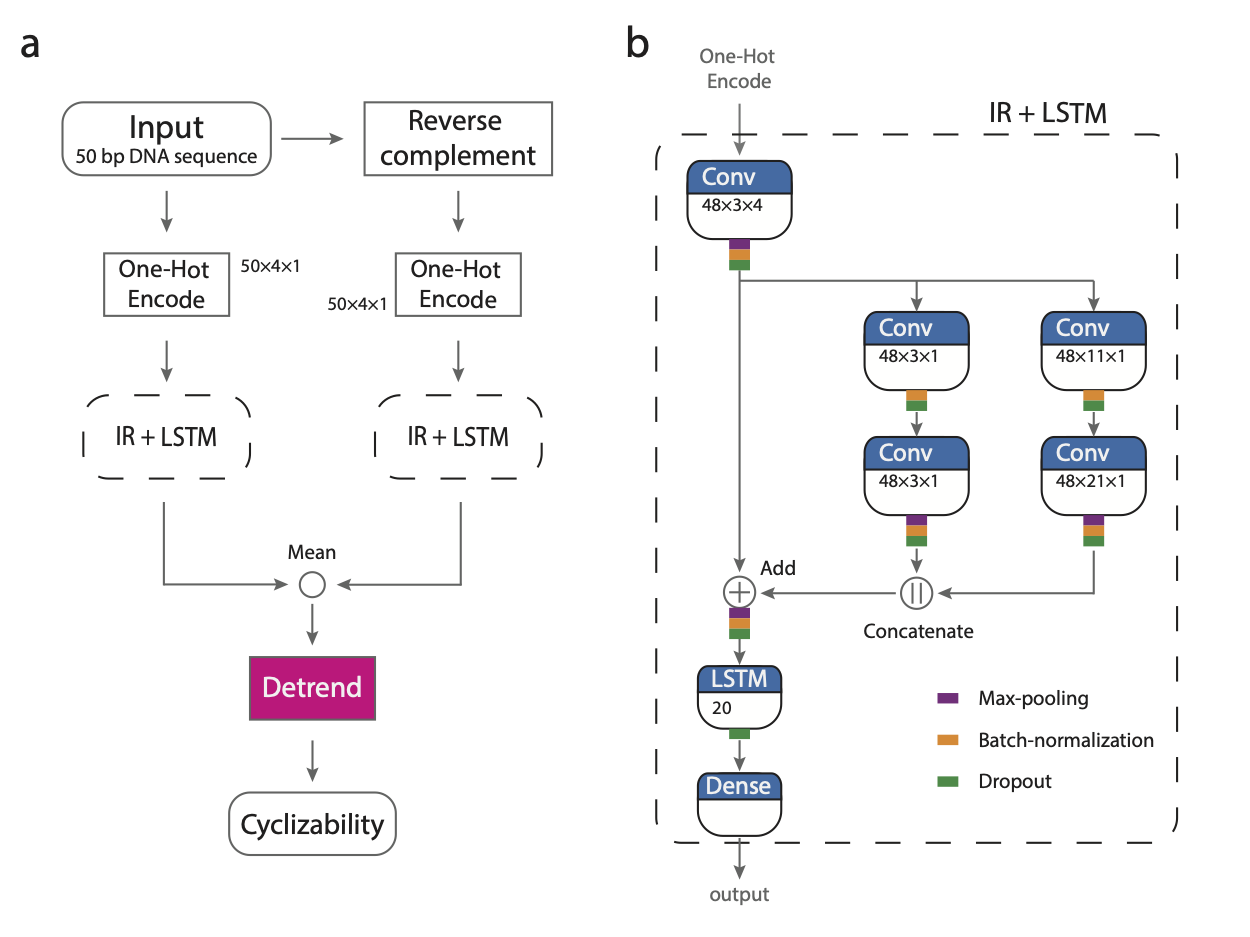 a
Input
50 bp DNA sequence
Reverse
complement
One-Hot
Encode
50×4×1
One-Hot
Encode
50×4×1
IR + LSTM
IR + LSTM
Mean
Detrend
Cyclizability
b
One-Hot
Encode
IR + LSTM
Conv
48×3×4
Conv
48×3×1
Conv
48×11×1
Conv
48×3×1
Conv
48×21×1
Add
Concatenate
LSTM
20
Dense
Max-pooling
Batch-normalization
Dropout
output